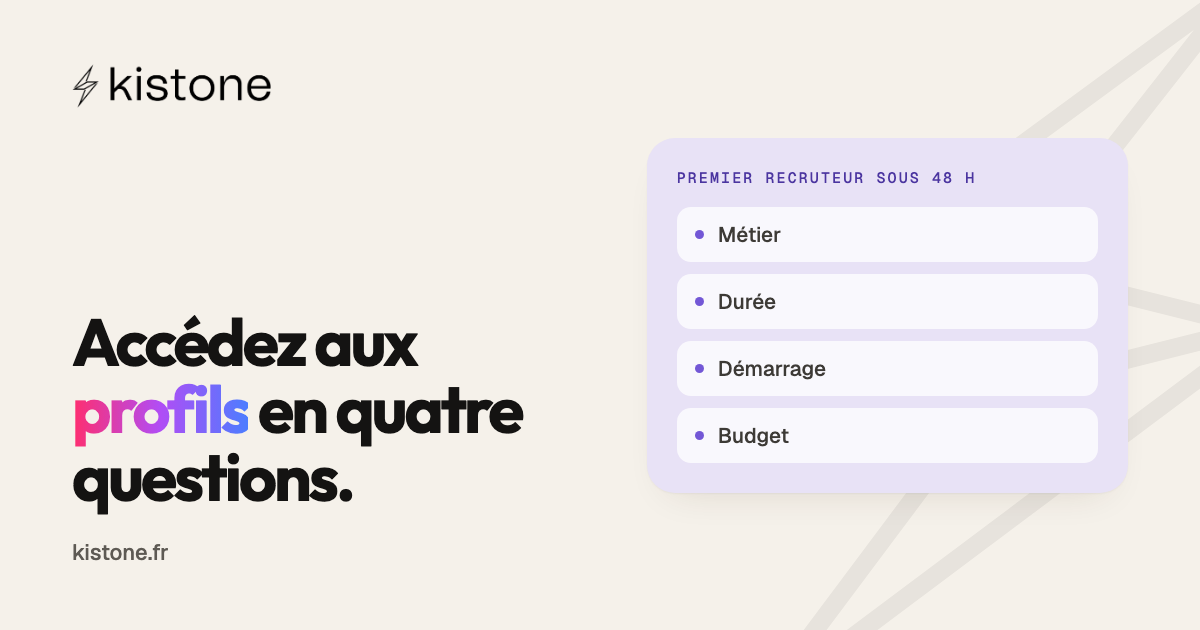 kistone
Accédez aux
profils en quatre
questions.
kistone.fr
PREMIER RECRUTEUR SOUS 48 H
Métier
Durée
Démarrage
Budget